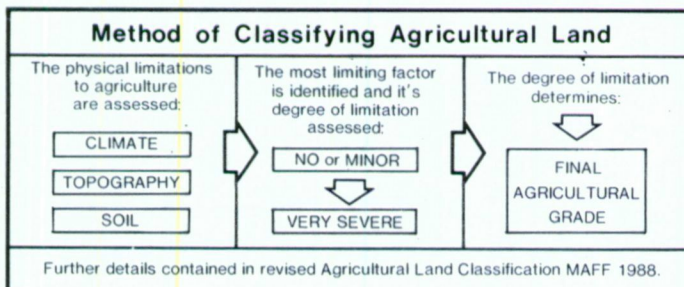 Method of Classifying Agricultural Land
The physical limitations
to agriculture
are assessed:
CLIMATE
TOPOGRAPHY
SOIL
The most limiting factor
is identified and it's
degree of limitation
assessed:
NO or MINOR
VERY SEVERE
The degree of limitation
determines:
FINAL
AGRICULTURAL
GRADE
Further details contained in revised Agricultural Land Classification MAFF 1988.